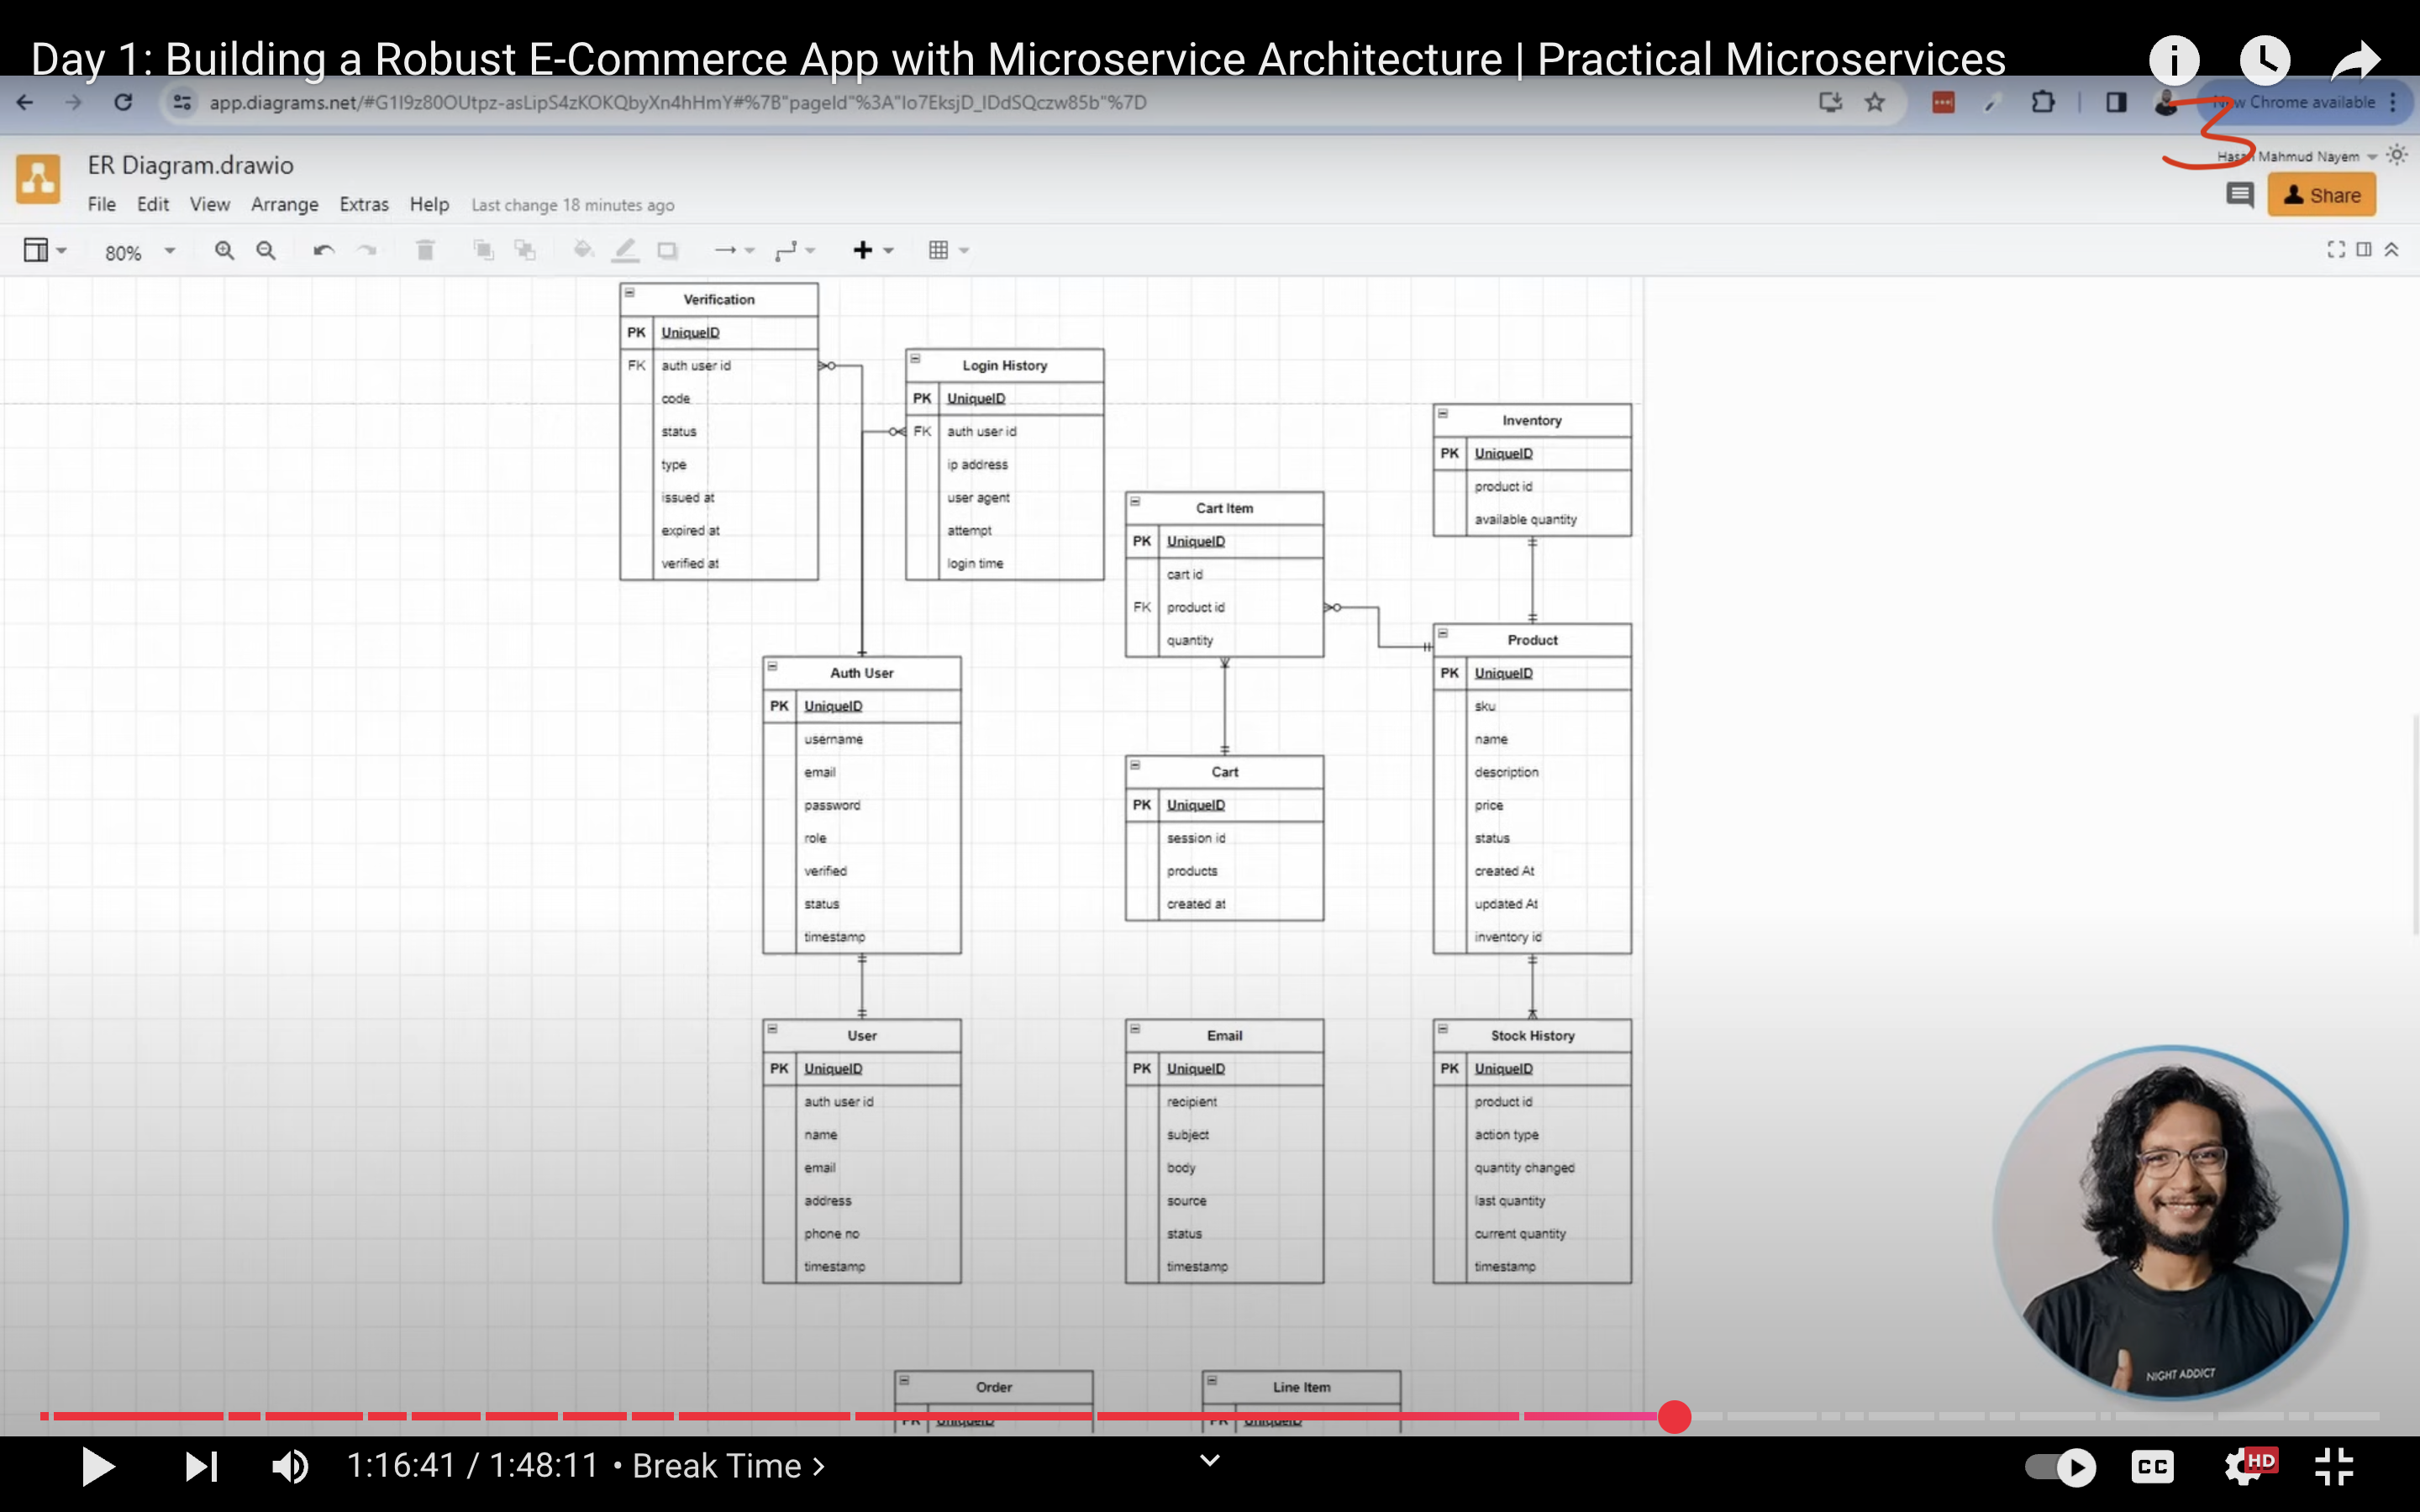 Day 1: Building a Robust E-Commerce App with Microservice Architecture | Practical Microservices
app.diagrams.net/#G1I9z80OUtpz-asLipS4zKOKQbyXn4hHmY#%7B"pageId"%3A"Io7EksjD_IDdSQczw85b"%7D
Chrome available
ER Diagram.drawio
Mahmud Nayem
File Edit View Arrange Extras Help Last change 18 minutes ago
Share
80%
Verification
PK UniqueID
FK auth user id
code
status
type
issued at
expired at
verified at
Login History
PK UniqueID
FK auth user id
ip address
user agent
attempt
login time
Inventory
PK UniqueID
product id
available quantity
Cart Item
PK UniqueID
cart id
FK product id
quantity
Product
PK UniqueID
sku
name
description
price
status
created At
updated At
inventory id
Auth User
PK UniqueID
username
email
password
role
verified
status
timestamp
Cart
PK UniqueID
session id
products
created at
User
PK UniqueID
auth user id
name
email
address
phone no
timestamp
Email
PK UniqueID
recipient
subject
body
source
status
timestamp
Stock History
PK UniqueID
product id
action type
quantity changed
last quantity
current quantity
timestamp
NIGHT ADDICT
Order
PK UniqueID
Line Item
PK UniqueID
1:16:41 / 1:48:11 • Break Time
CC
HD
3